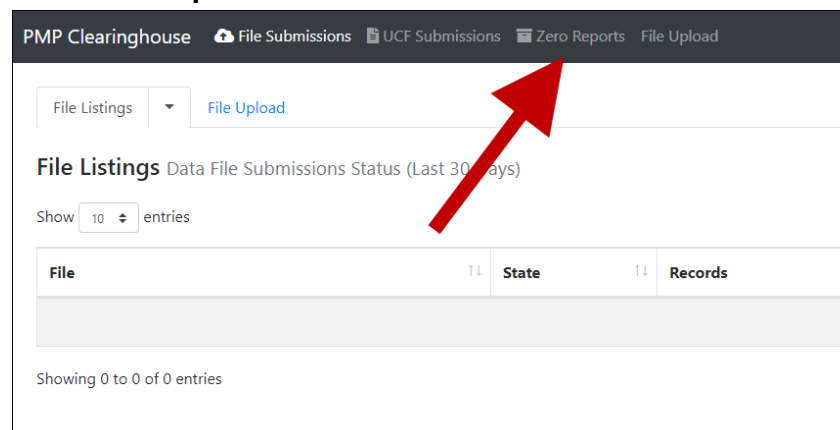 PMP Clearinghouse File Submissions UCF Submissions Zero Reports File Upload
File Listings File Upload
File Listings Data File Submissions Status (Last 30 Days)
Show 10 entries
File State Records
Showing 0 to 0 of 0 entries